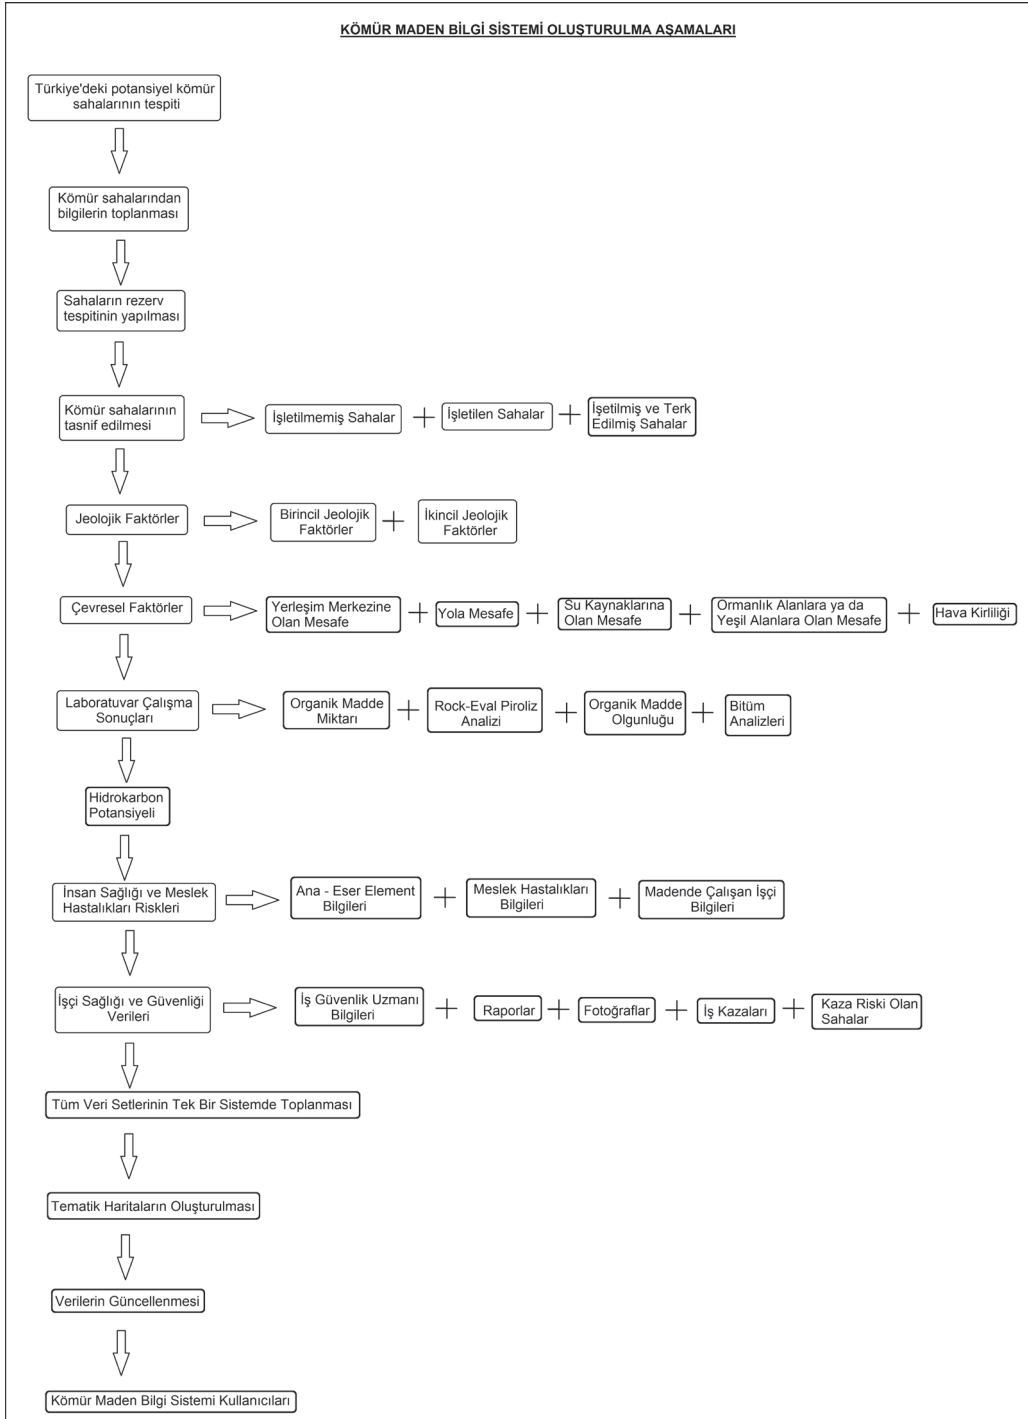 KÖMÜR MADEN BİLGİ SİSTEMİ OLUŞTURULMA AŞAMALARI
Türkiye'deki potansiyel kömür
sahalarının tespiti
Kömür sahalarından
bilgilerin toplanması
Sahaların rezerv
tespitinin yapılması
Kömür sahalarının
tasnif edilmesi
İşletilmemiş Sahalar
+
İşletilen Sahalar
+
İşetilmiş ve Terk
Edilmiş Sahalar
Jeolojik Faktörler
Birincil Jeolojik
Faktörler
+
İkincil Jeolojik
Faktörler
Çevresel Faktörler
Yerleşim Merkezine
Olan Mesafe
+
Yola Mesafe
+
Su Kaynaklarına
Olan Mesafe
+
Ormanlık Alanlara ya da
Yeşil Alanlara Olan Mesafe
+
Hava Kirliliği
Laboratuvar Çalışma
Sonuçları
Organik Madde
Miktarı
+
Rock-Eval Piroliz
Analizi
+
Organik Madde
Olgunluğu
+
Bitüm
Analizleri
Hidrokarbon
Potansiyeli
İnsan Sağlığı ve Meslek
Hastalıkları Riskleri
Ana - Eser Element
Bilgileri
+
Meslek Hastalıkları
Bilgileri
+
Madende Çalışan İşçi
Bilgileri
İşçi Sağlığı ve Güvenliği
Verileri
İş Güvenlik Uzmanı
Bilgileri
+
Raporlar
+
Fotoğraflar
+
İş Kazaları
+
Kaza Riski Olan
Sahalar
Tüm Veri Setlerinin Tek Bir Sistemde Toplanması
Tematik Haritaların Oluşturulması
Verilerin Güncellenmesi
Kömür Maden Bilgi Sistemi Kullanıcıları